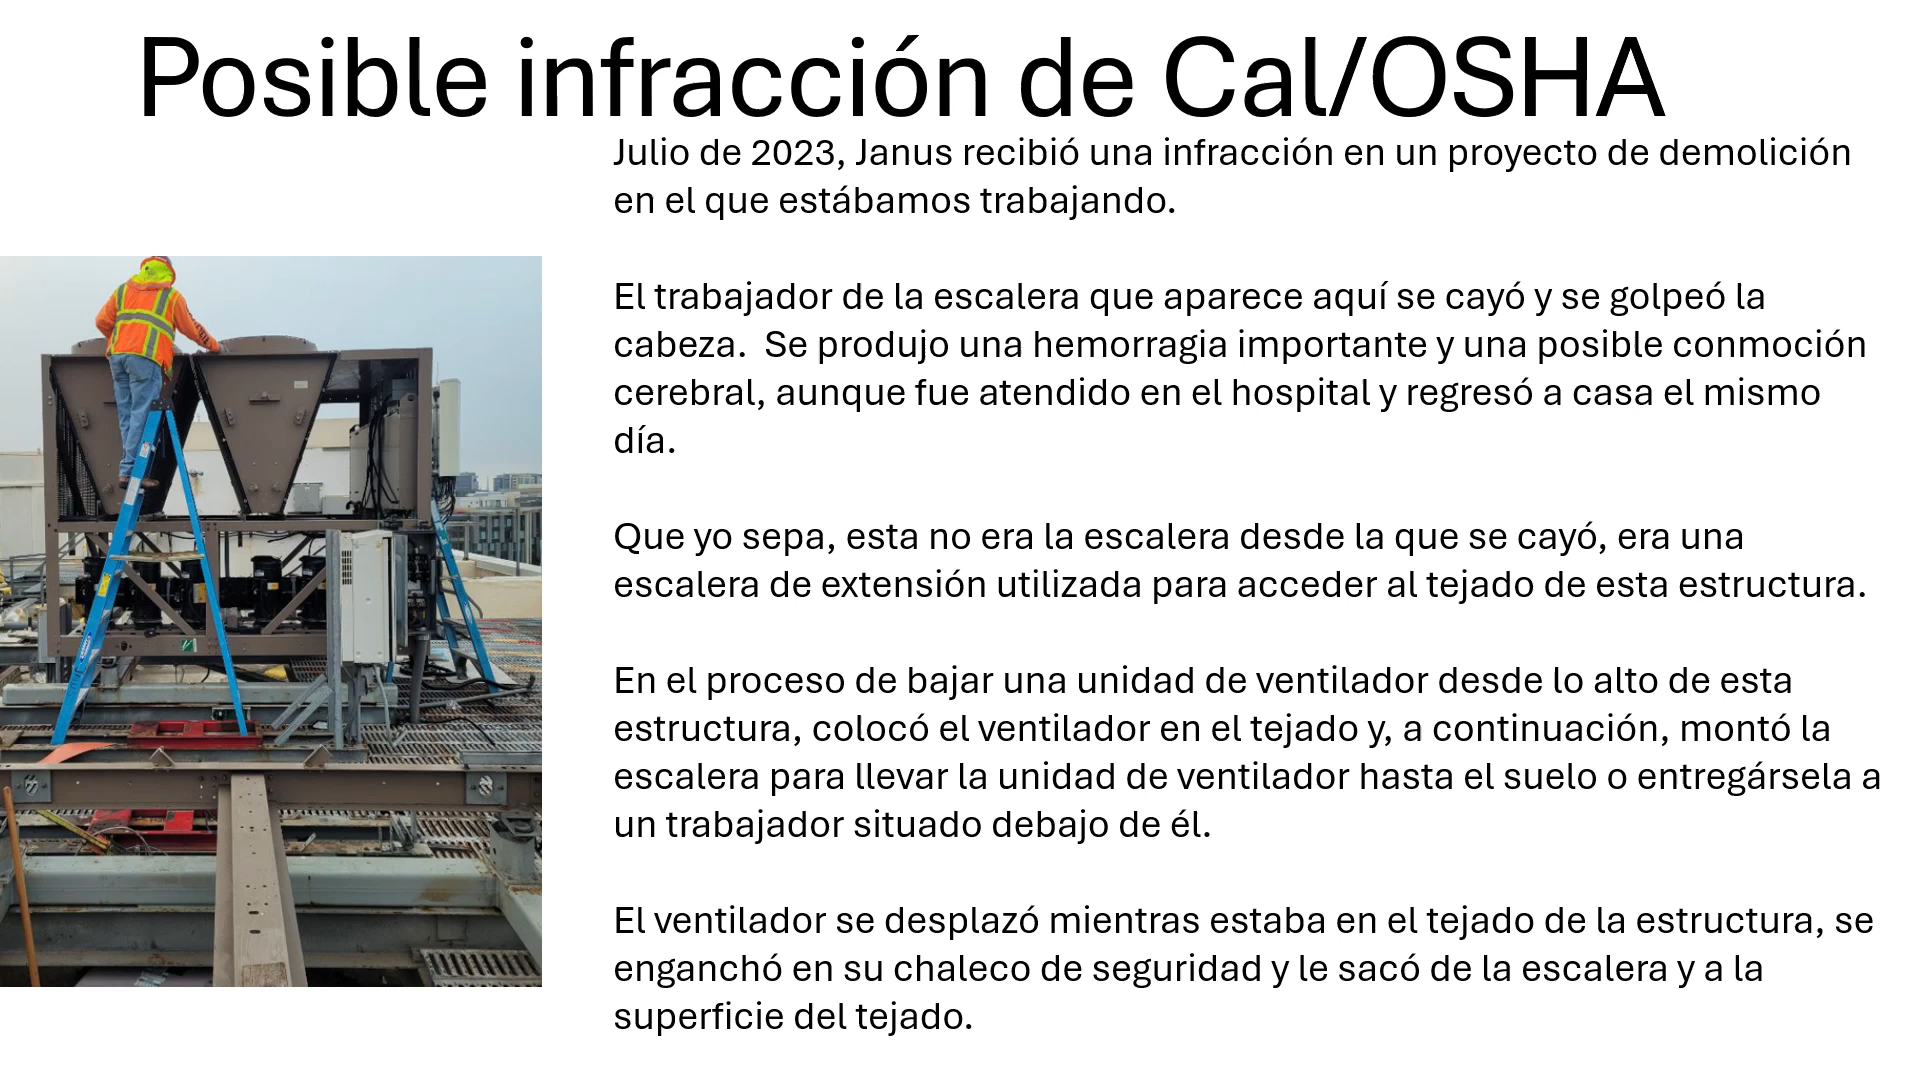 Posible infracción de Cal/OSHA
Julio de 2023, Janus recibió una infracción en un proyecto de demolición
en el que estábamos trabajando.
El trabajador de la escalera que aparece aquí se cayó y se golpeó la
cabeza.  Se produjo una hemorragia importante y una posible conmoción
cerebral, aunque fue atendido en el hospital y regresó a casa el mismo
día.
Que yo sepa, esta no era la escalera desde la que se cayó, era una
escalera de extensión utilizada para acceder al tejado de esta estructura.
En el proceso de bajar una unidad de ventilador desde lo alto de esta
estructura, colocó el ventilador en el tejado y, a continuación, montó la
escalera para llevar la unidad de ventilador hasta el suelo o entregársela a
un trabajador situado debajo de él.
El ventilador se desplazó mientras estaba en el tejado de la estructura, se
enganchó en su chaleco de seguridad y le sacó de la escalera y a la
superficie del tejado.